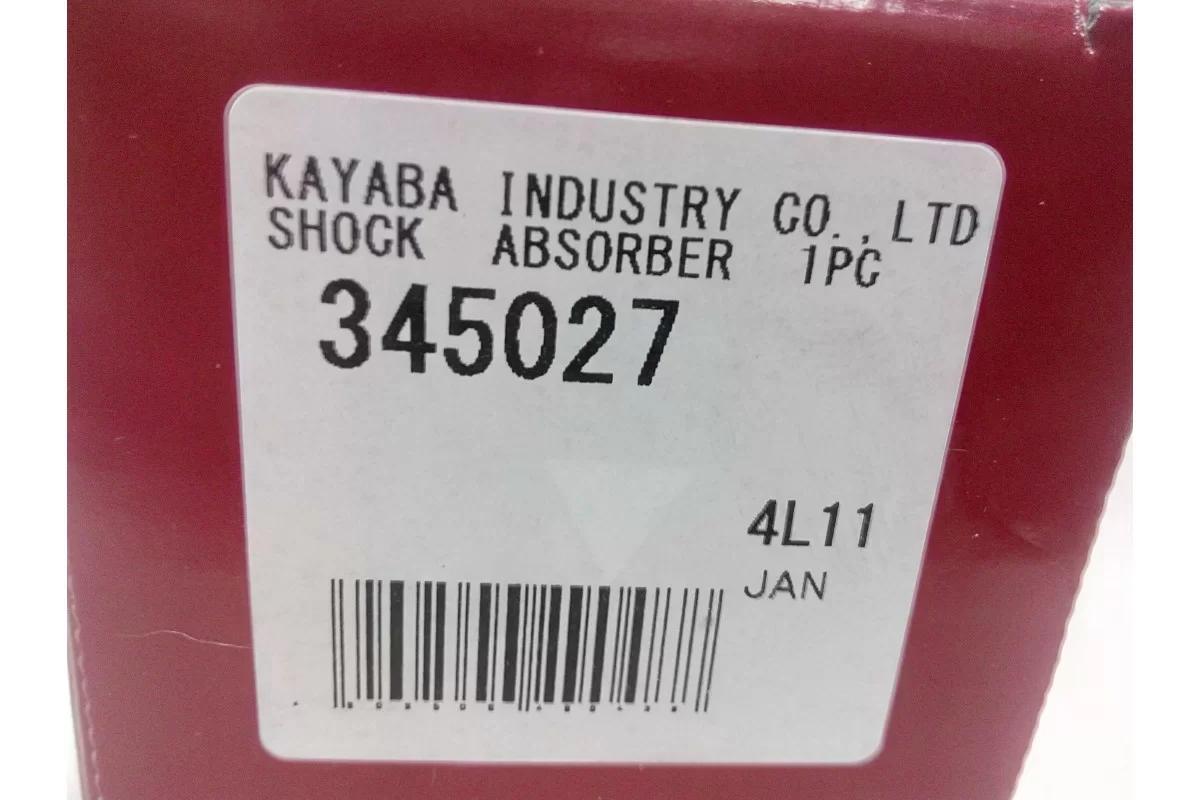 KAYABA INDUSTRY CO.,LTD
SHOCK ABSORBER 1PC
345027
4L11
JAN